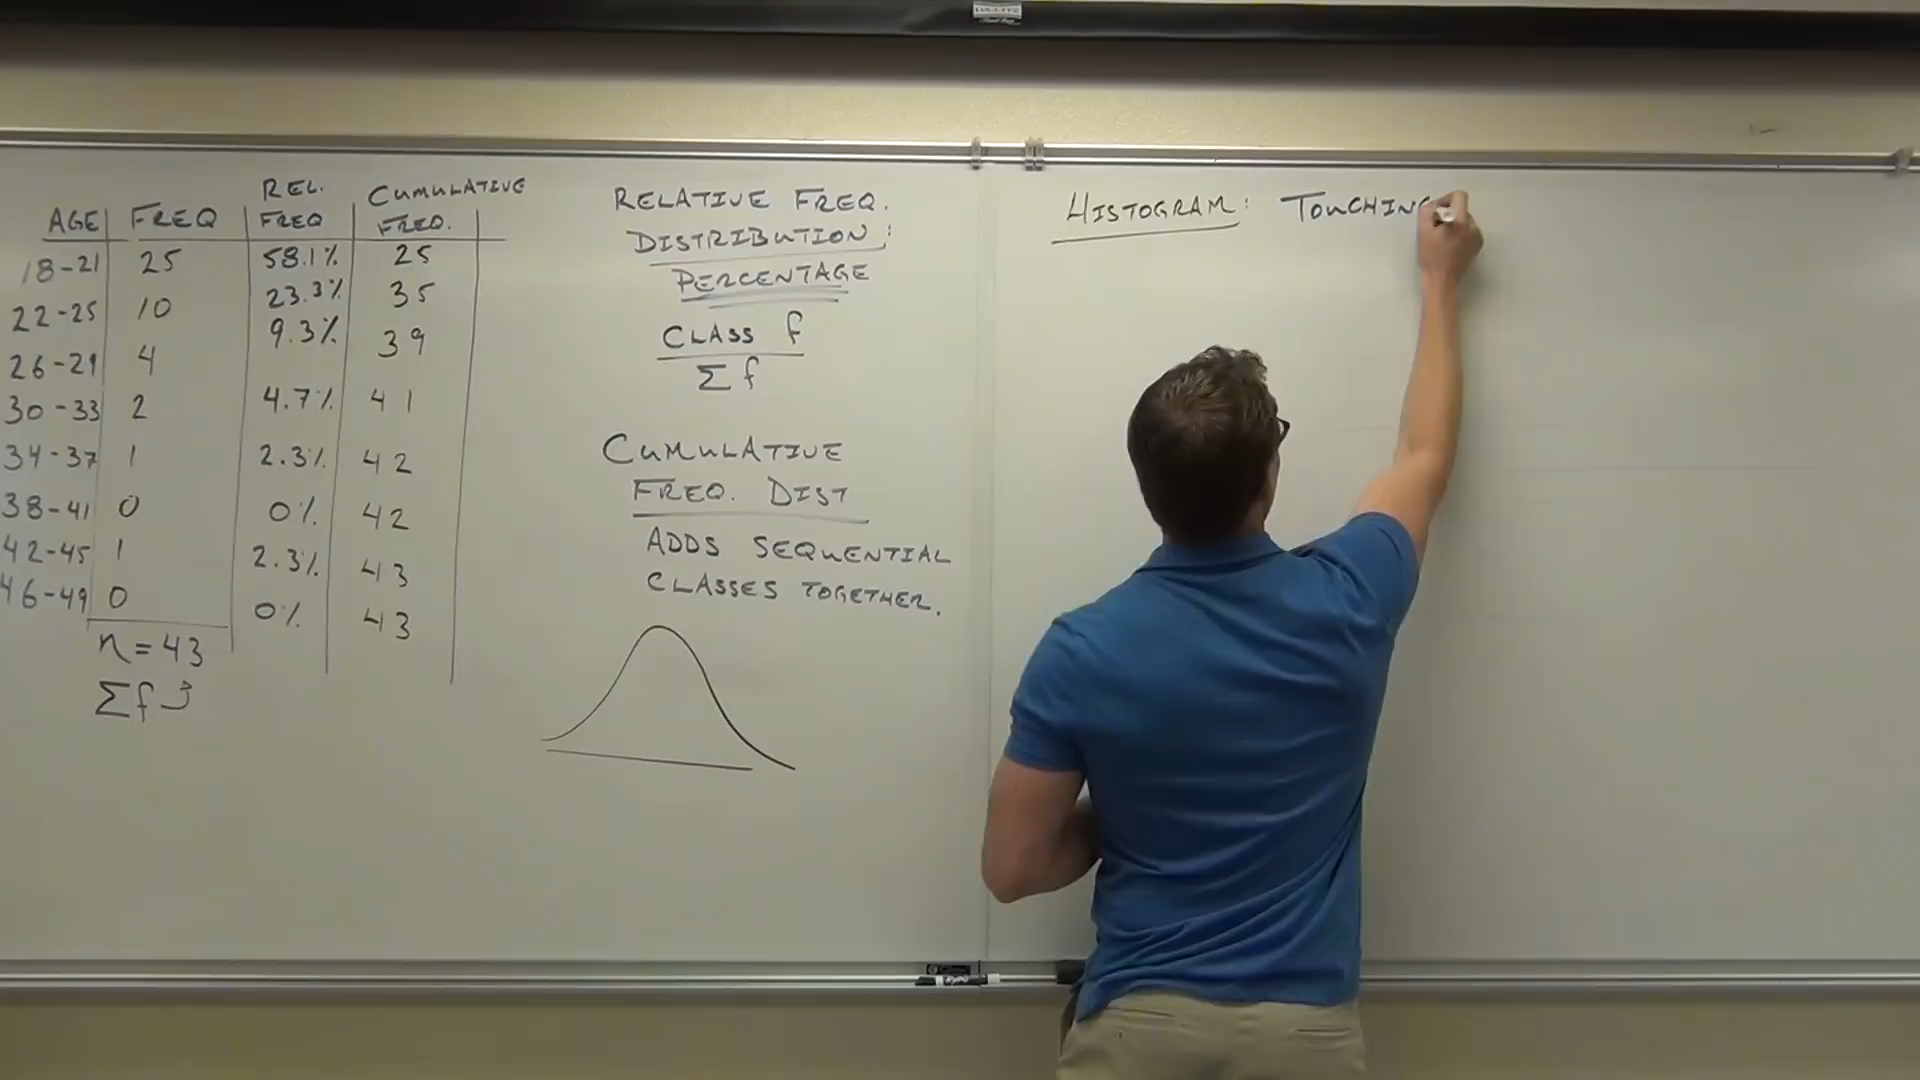 AGE FREQ REL. FREQ CUMULATIVE FREQ.
18-21 25 58.1% 25
22-25 10 23.3% 35
26-29 4 9.3% 39
30-33 2 4.7% 41
34-37 1 2.3% 42
38-41 0 0% 42
42-45 1 2.3% 43
46-49 0 0% 43
n = 43
Σf
RELATIVE FREQ.
DISTRIBUTION:
PERCENTAGE
CLASS f
Σ f
CUMULATIVE
FREQ. DIST
ADDS SEQUENTIAL
CLASSES TOGETHER.
HISTOGRAM: TOUCHING